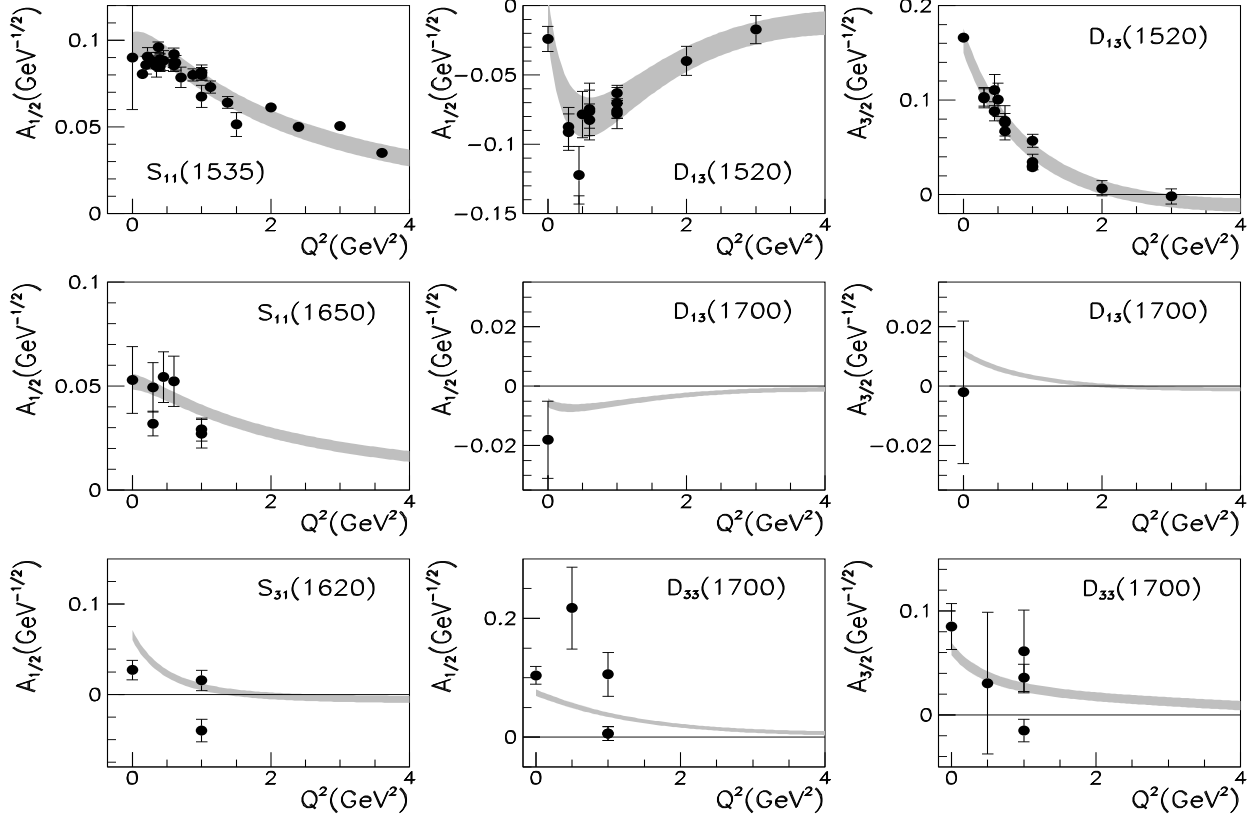 A1/2(GeV−1/2)
S11(1535)
0.1
0.05
0
0 2 4
Q2(GeV2)
A1/2(GeV−1/2)
D13(1520)
0
−0.05
−0.1
−0.15
0 2 4
Q2(GeV2)
A3/2(GeV−1/2)
D13(1520)
0.2
0.1
0
0 2 4
Q2(GeV2)
A1/2(GeV−1/2)
S11(1650)
0.1
0.05
0
0 2 4
Q2(GeV2)
A1/2(GeV−1/2)
D13(1700)
0.02
0
−0.02
0 2 4
Q2(GeV2)
A3/2(GeV−1/2)
D13(1700)
0.02
0
−0.02
0 2 4
Q2(GeV2)
A1/2(GeV−1/2)
S31(1620)
0.1
0
0 2 4
Q2(GeV2)
A1/2(GeV−1/2)
D33(1700)
0.2
0
0 2 4
Q2(GeV2)
A3/2(GeV−1/2)
D33(1700)
0.1
0
0 2 4
Q2(GeV2)